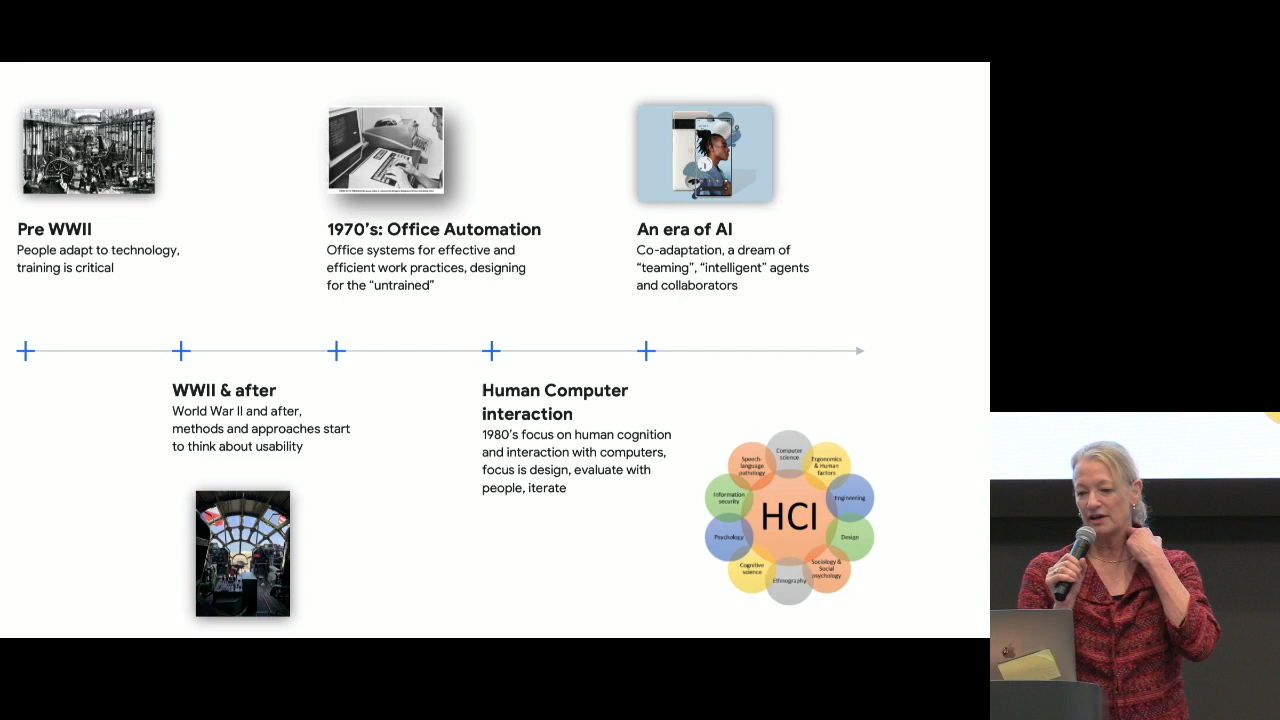 Pre WWII
People adapt to technology,
training is critical
1970's: Office Automation
Office systems for effective and
efficient work practices, designing
for the “untrained”
An era of AI
Co-adaptation, a dream of
“teaming”, “intelligent” agents
and collaborators
WWII & after
World War II and after,
methods and approaches start
to think about usability
Human Computer
interaction
1980's focus on human cognition
and interaction with computers,
focus is design, evaluate with
people, iterate
HCI
Computer
science
Ergonomics
& Human
factors
Engineering
Design
Sociology &
Social
psychology
Ethnography
Cognitive
science
Psychology
Information
security
Speech-
language
pathology